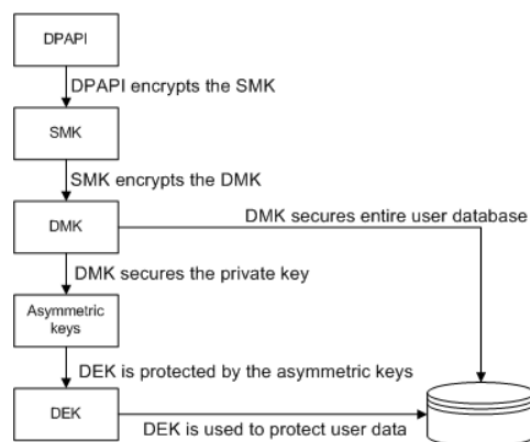 DPAPI
DPAPI encrypts the SMK
SMK
SMK encrypts the DMK
DMK
DMK secures entire user database
DMK secures the private key
Asymmetric
keys
DEK is protected by the asymmetric keys
DEK
DEK is used to protect user data